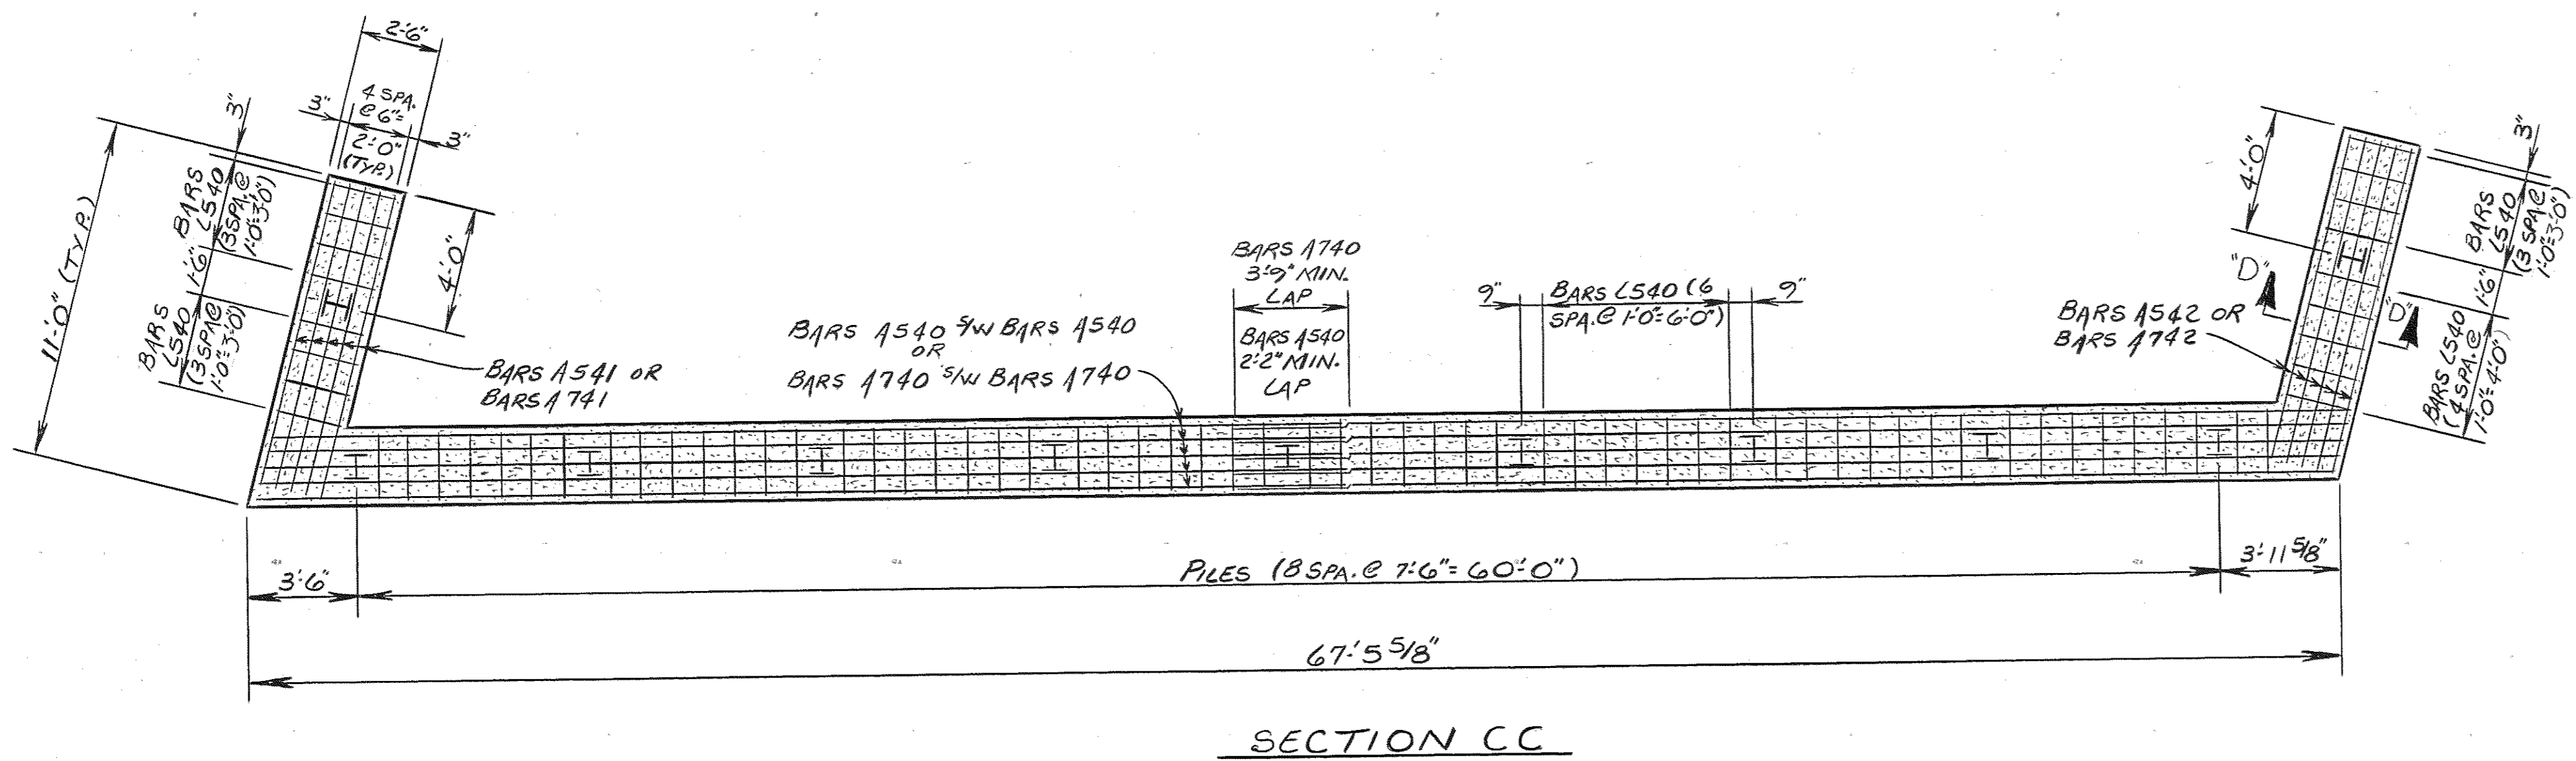 2'-6"
4 SPA.
@ 6"=
2'-0"
(TYP.)
3"
3"
3"
11'-0" (TYP.)
BARS
L540
(3 SPA. @
1'-0"=3'-0")
1'-6"
BARS
L540
(3 SPA @
1'-0"=3'-0")
4'-0"
BARS A541 OR
BARS A741
BARS A540 S/W BARS A540
OR
BARS A740 S/W BARS A740
BARS A740
3'-9" MIN.
LAP
BARS A540
2'-2" MIN.
LAP
9"
BARS L540 (6
SPA. @ 1'-0"=6'-0")
9"
BARS A542 OR
BARS A742
4'-0"
"D"
"D"
3"
BARS
L540
(3 SPA @
1'-0"=3'-0")
1'-6"
BARS L540
(4 SPA. @
1'-0"=4'-0")
3'-6"
PILES (8 SPA. @ 7'-6"= 60'-0")
3'-11 5/8"
67'-5 5/8"
SECTION CC